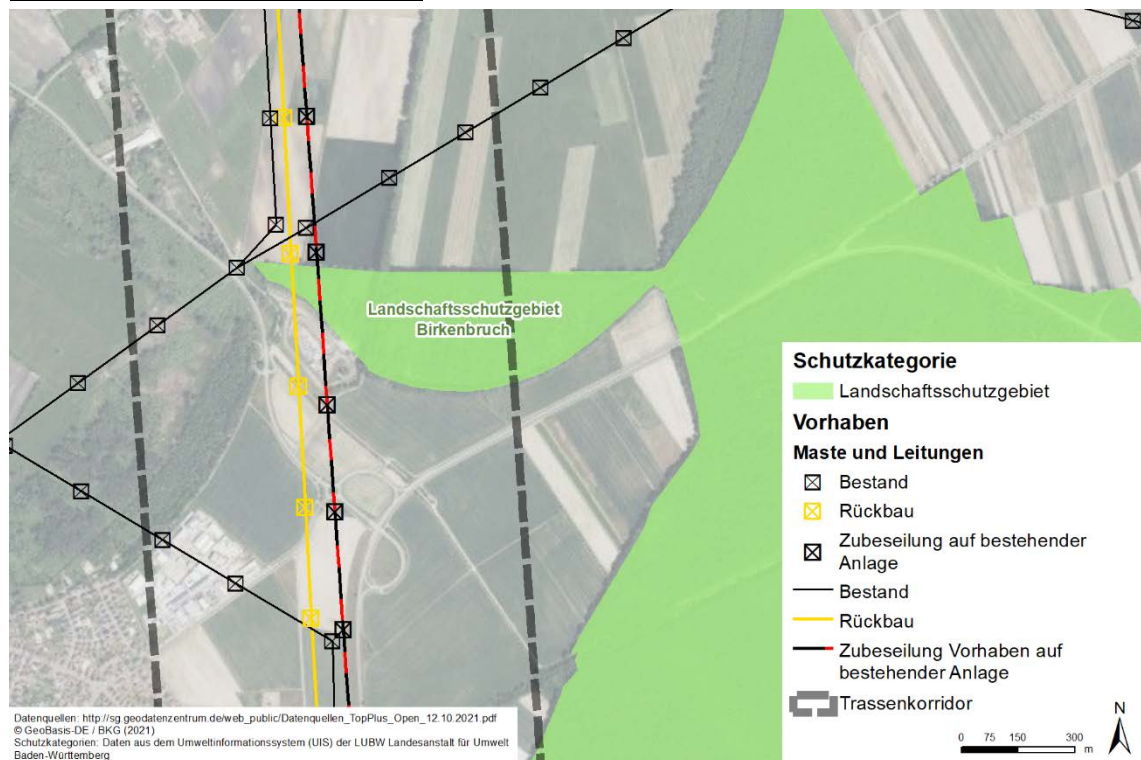 Landschaftsschutzgebiet
Birkenbruch
Schutzkategorie
Landschaftsschutzgebiet
Vorhaben
Maste und Leitungen
Bestand
Rückbau
Zubeseilung auf bestehender
Anlage
Bestand
Rückbau
Zubeseilung Vorhaben auf
bestehender Anlage
Trassenkorridor
N
0 75 150 300
m
Datenquellen: http://sg.geodatenzentrum.de/web_public/Datenquellen_TopPlus_Open_12.10.2021.pdf
© GeoBasis-DE / BKG (2021)
Schutzkategorien: Daten aus dem Umweltinformationssystem (UIS) der LUBW Landesanstalt für Umwelt
Baden-Württemberg